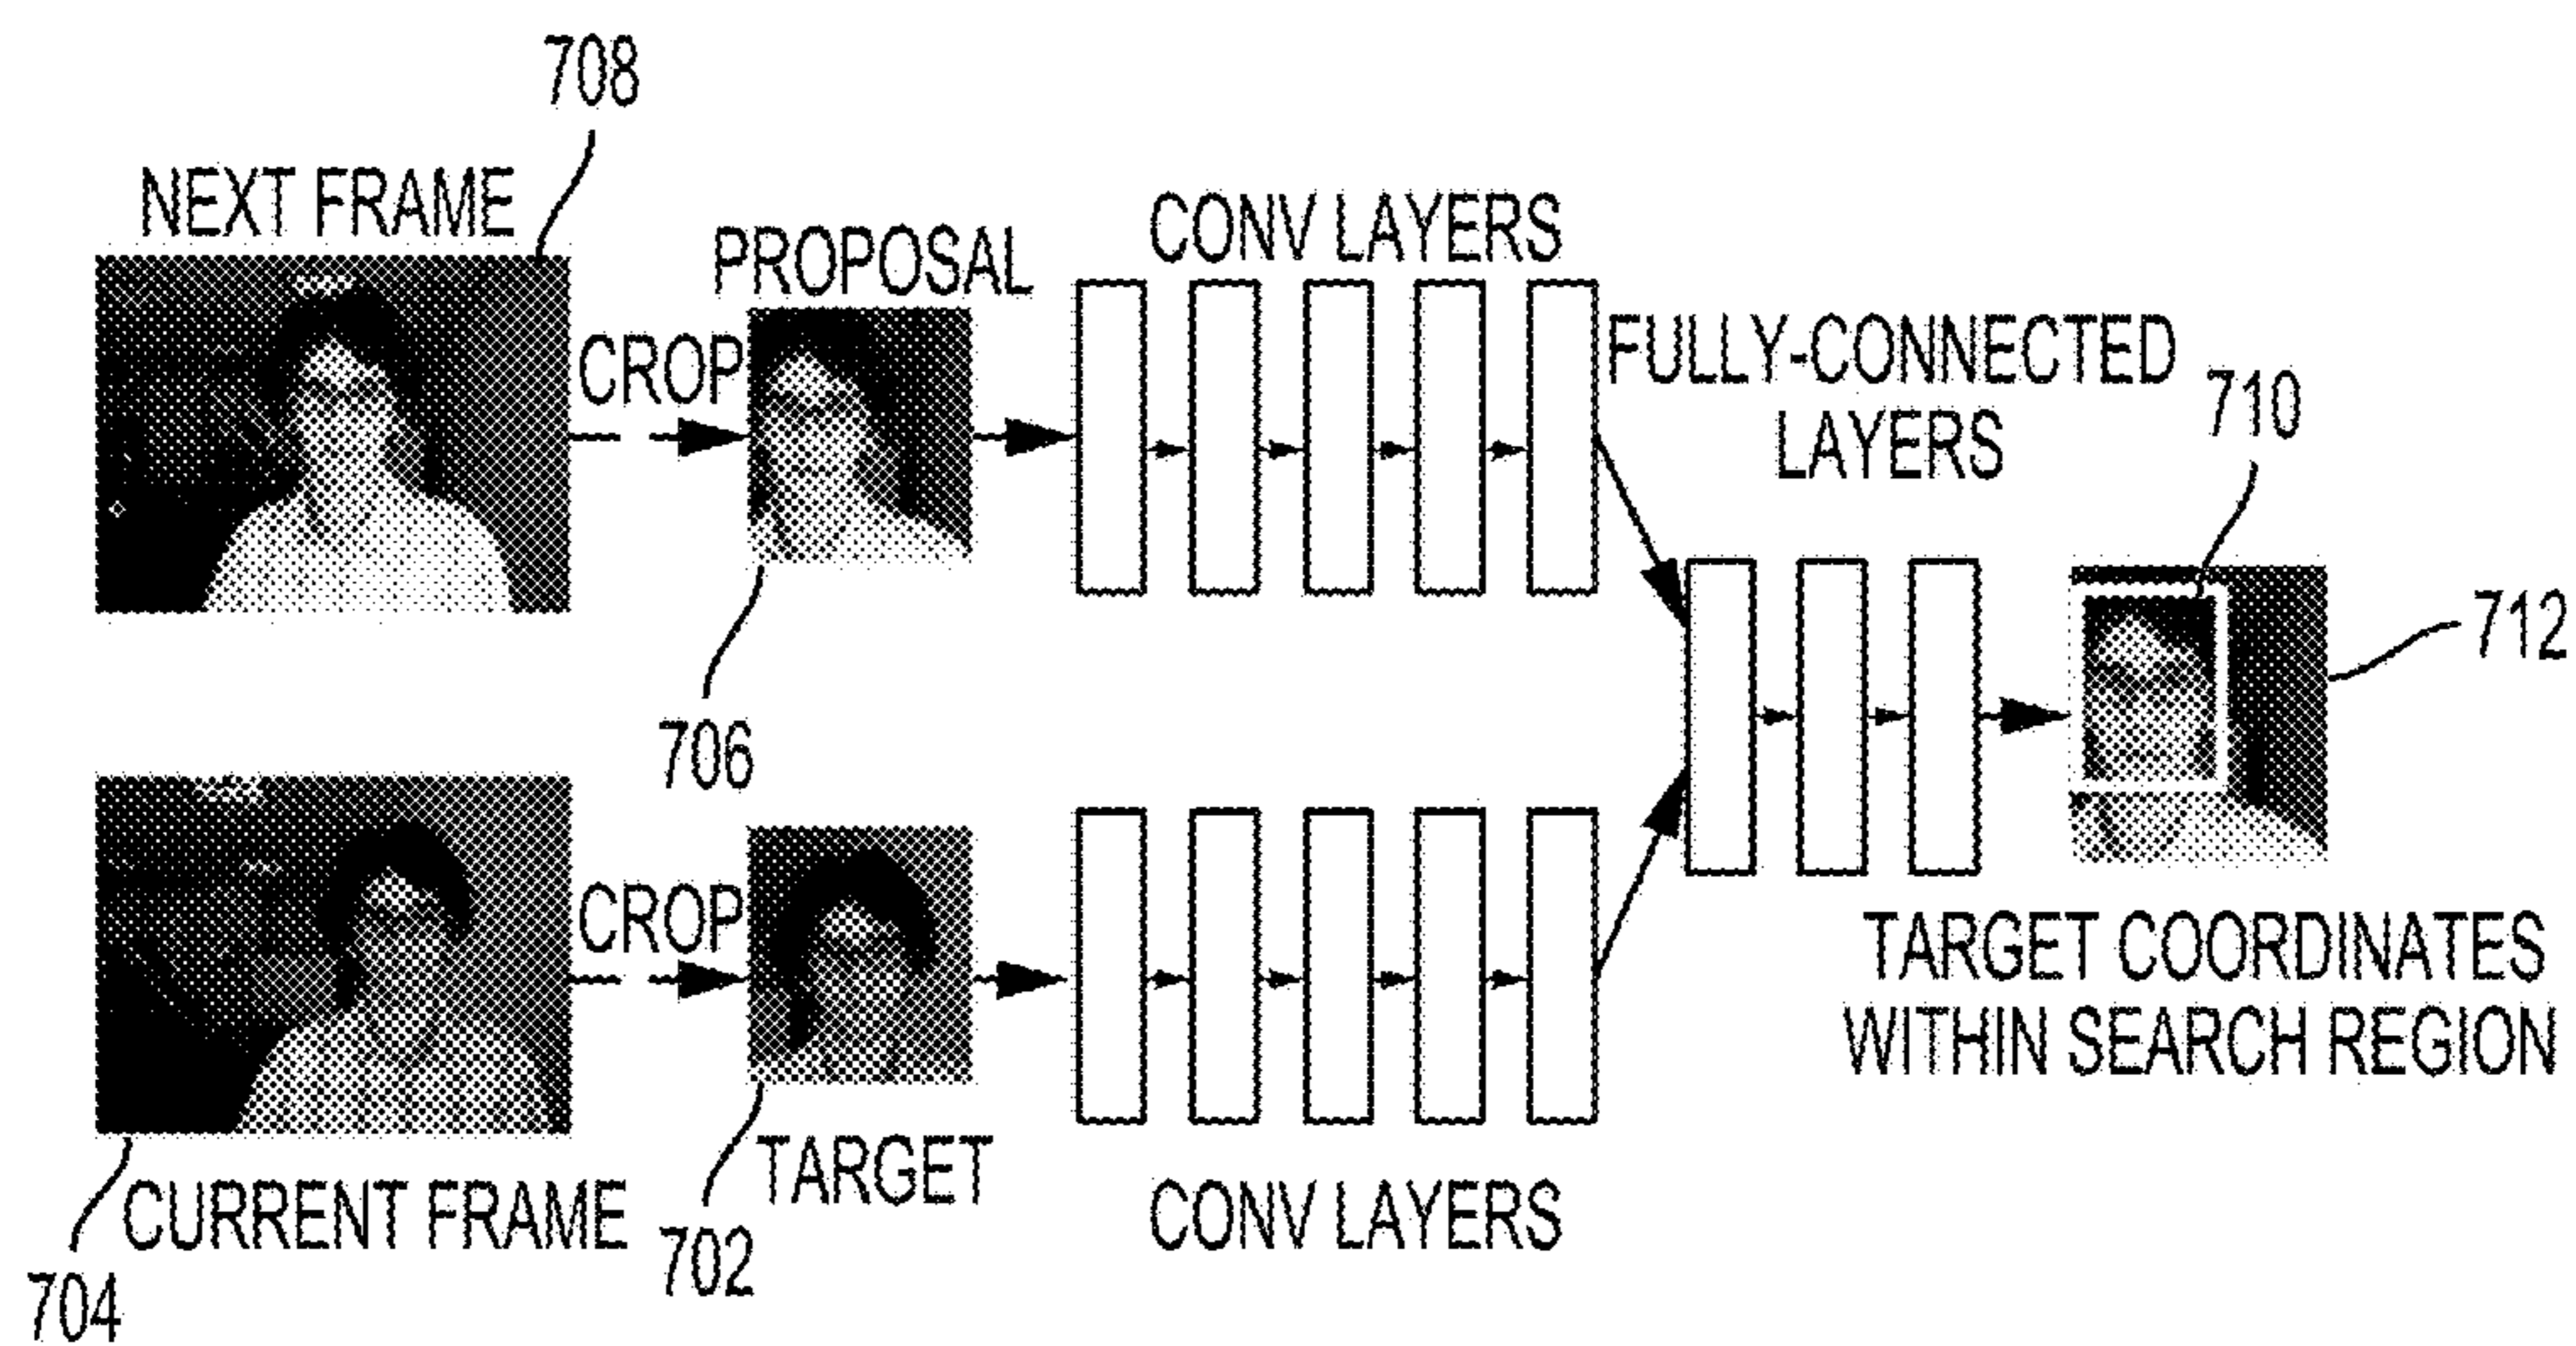 708
NEXT FRAME
CROP
PROPOSAL
706
CONV LAYERS
FULLY-CONNECTED
LAYERS
710
712
TARGET COORDINATES
WITHIN SEARCH REGION
CROP
TARGET
702
CONV LAYERS
CURRENT FRAME
704